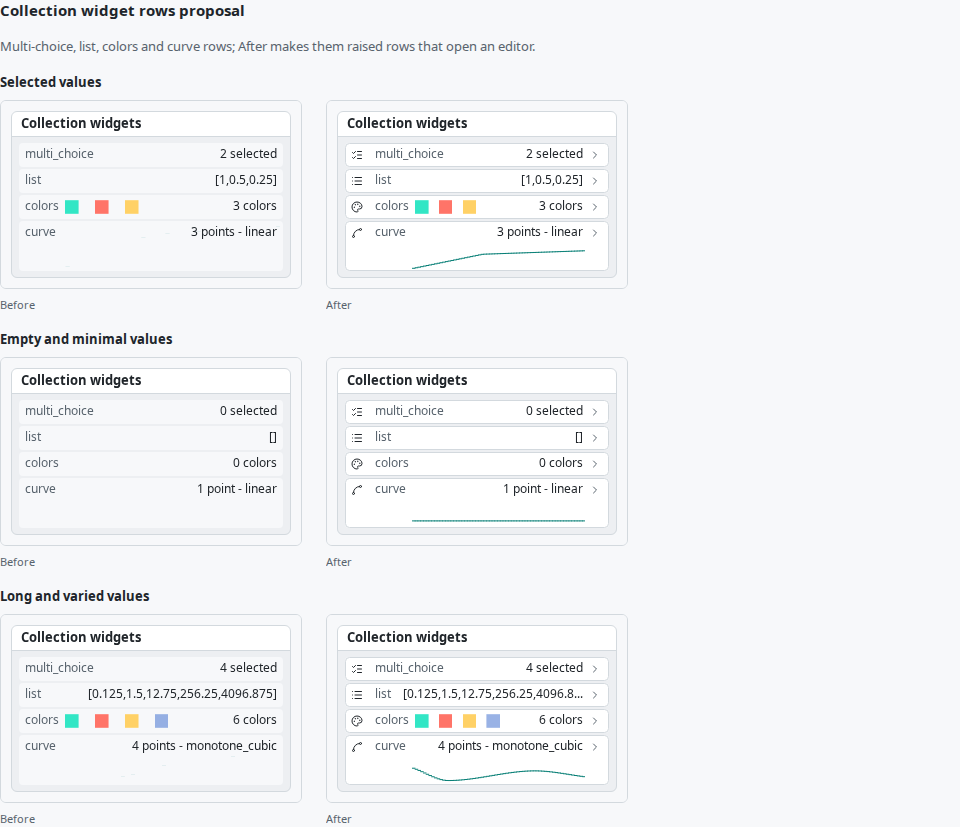 Collection widget rows proposal
Multi-choice, list, colors and curve rows; After makes them raised rows that open an editor.
Selected values
Collection widgets
multi_choice 2 selected
list [1,0.5,0.25]
colors 3 colors
curve 3 points - linear
Before
Collection widgets
multi_choice 2 selected
list [1,0.5,0.25]
colors 3 colors
curve 3 points - linear
After
Empty and minimal values
Collection widgets
multi_choice 0 selected
list []
colors 0 colors
curve 1 point - linear
Before
Collection widgets
multi_choice 0 selected
list []
colors 0 colors
curve 1 point - linear
After
Long and varied values
Collection widgets
multi_choice 4 selected
list [0.125,1.5,12.75,256.25,4096.875]
colors 6 colors
curve 4 points - monotone_cubic
Before
Collection widgets
multi_choice 4 selected
list [0.125,1.5,12.75,256.25,4096.8...
colors 6 colors
curve 4 points - monotone_cubic
After